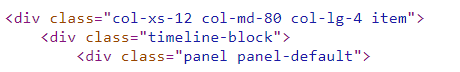 <div class="col-xs-12 col-md-80 col-lg-4 item">
<div class="timeline-block">
<div class="panel panel-default">